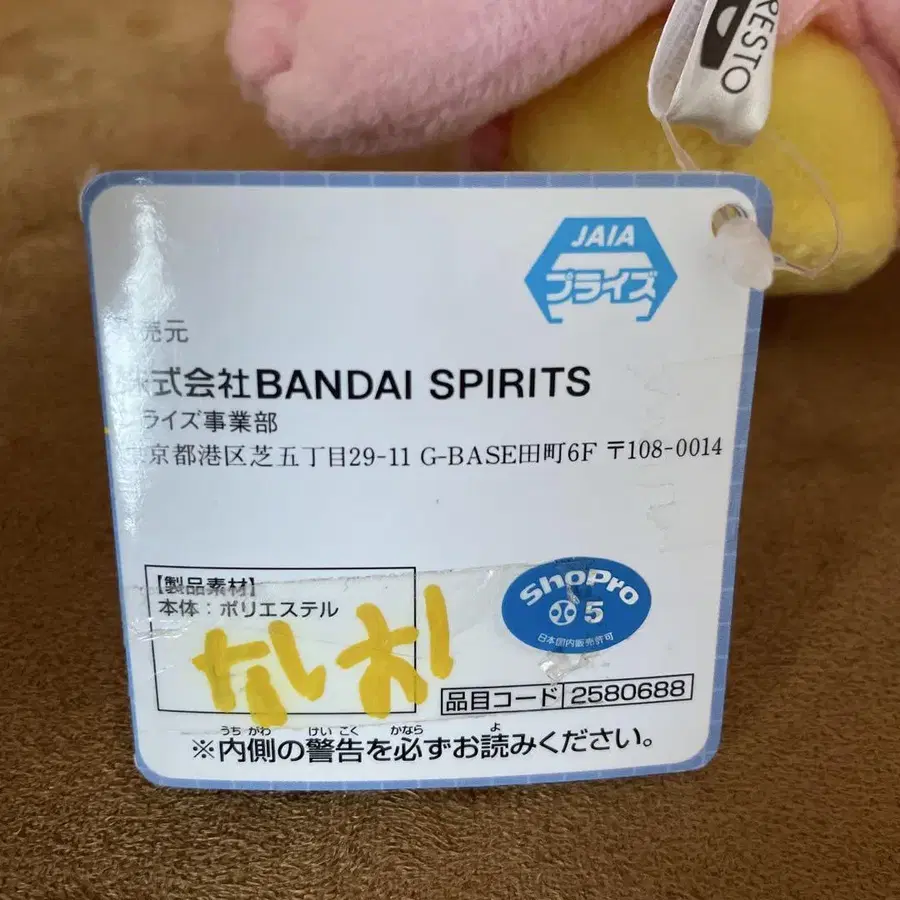 RESTO
JAIA
プライズ
売元
式会社BANDAI SPIRITS
ライズ事業部
京都港区芝五丁目29-11 G-BASE田町6F 〒108-0014
【製品素材】
本体：ポリエステル
ShoPro
5
日本国内販売許可
品目コード 2580688
うちがわ けいこく かなら よ
※内側の警告を必ずお読みください。